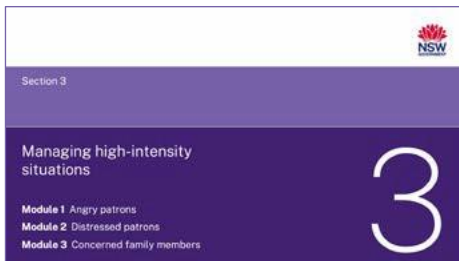 NSW
GOVERNMENT
Section 3
Managing high-intensity
situations
3
Module 1 Angry patrons
Module 2 Distressed patrons
Module 3 Concerned family members